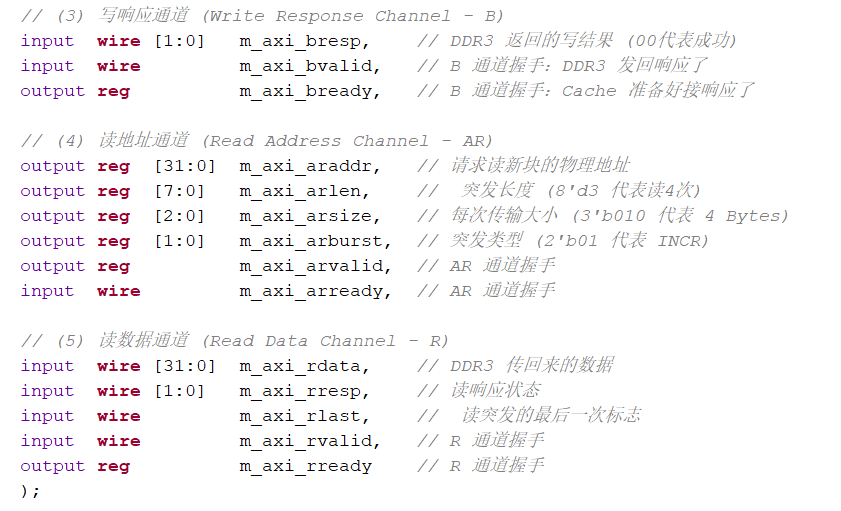 // (3) 写响应通道 (Write Response Channel - B)
input wire [1:0] m_axi_bresp, // DDR3 返回的写结果 (00代表成功)
input wire m_axi_bvalid, // B 通道握手：DDR3 发回响应了
output reg m_axi_bready, // B 通道握手：Cache 准备好接响应了
// (4) 读地址通道 (Read Address Channel - AR)
output reg [31:0] m_axi_araddr, // 请求读新块的物理地址
output reg [7:0] m_axi_arlen, // 突发长度 (8'd3 代表读4次)
output reg [2:0] m_axi_arsize, // 每次传输大小 (3'b010 代表 4 Bytes)
output reg [1:0] m_axi_arburst, // 突发类型 (2'b01 代表 INCR)
output reg m_axi_arvalid, // AR 通道握手
input wire m_axi_arready, // AR 通道握手
// (5) 读数据通道 (Read Data Channel - R)
input wire [31:0] m_axi_rdata, // DDR3 传回来的数据
input wire [1:0] m_axi_rresp, // 读响应状态
input wire m_axi_rlast, // 读突发的最后一次标志
input wire m_axi_rvalid, // R 通道握手
output reg m_axi_rready // R 通道握手
);